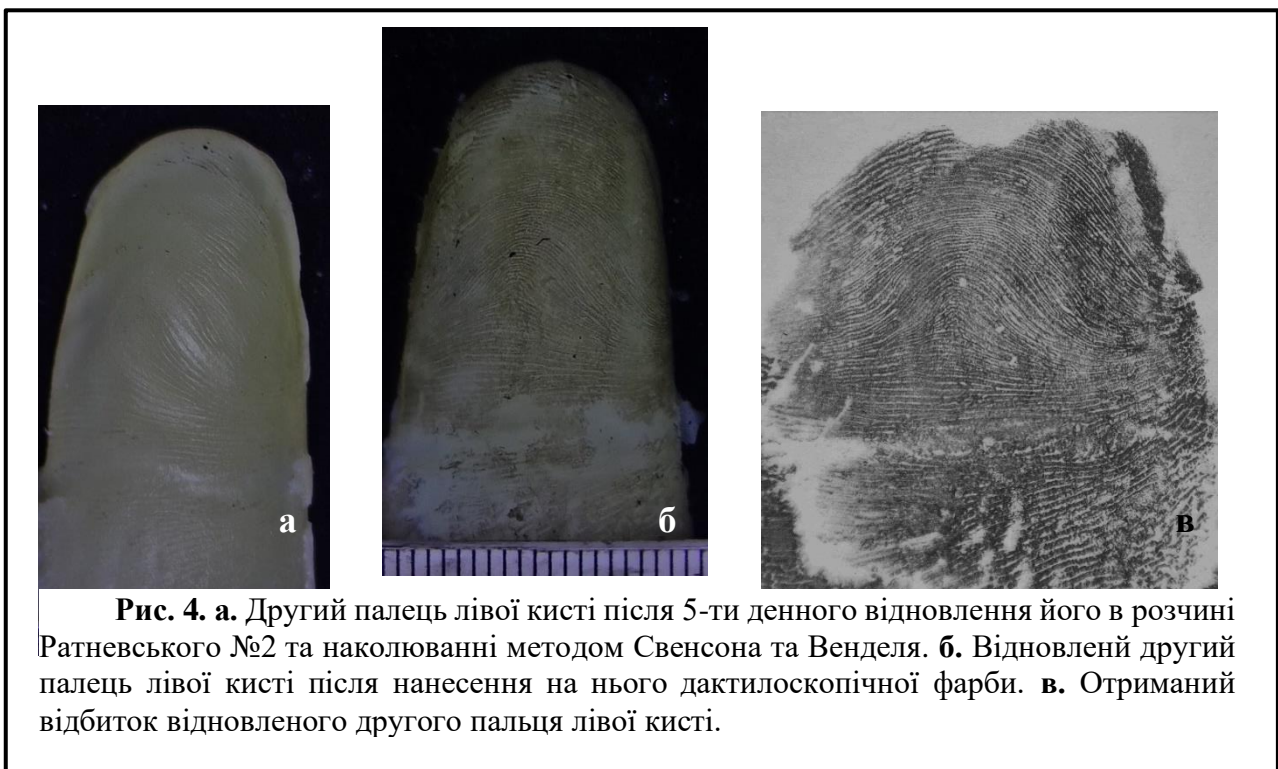 а
б
в
Рис. 4. а. Другий палець лівої кисті після 5-ти денного відновлення його в розчині
Ратневського №2 та наколюванні методом Свенсона та Венделя. б. Відновленй другий
палець лівої кисті після нанесення на нього дактилоскопічної фарби. в. Отриманий
відбиток відновленого другого пальця лівої кисті.